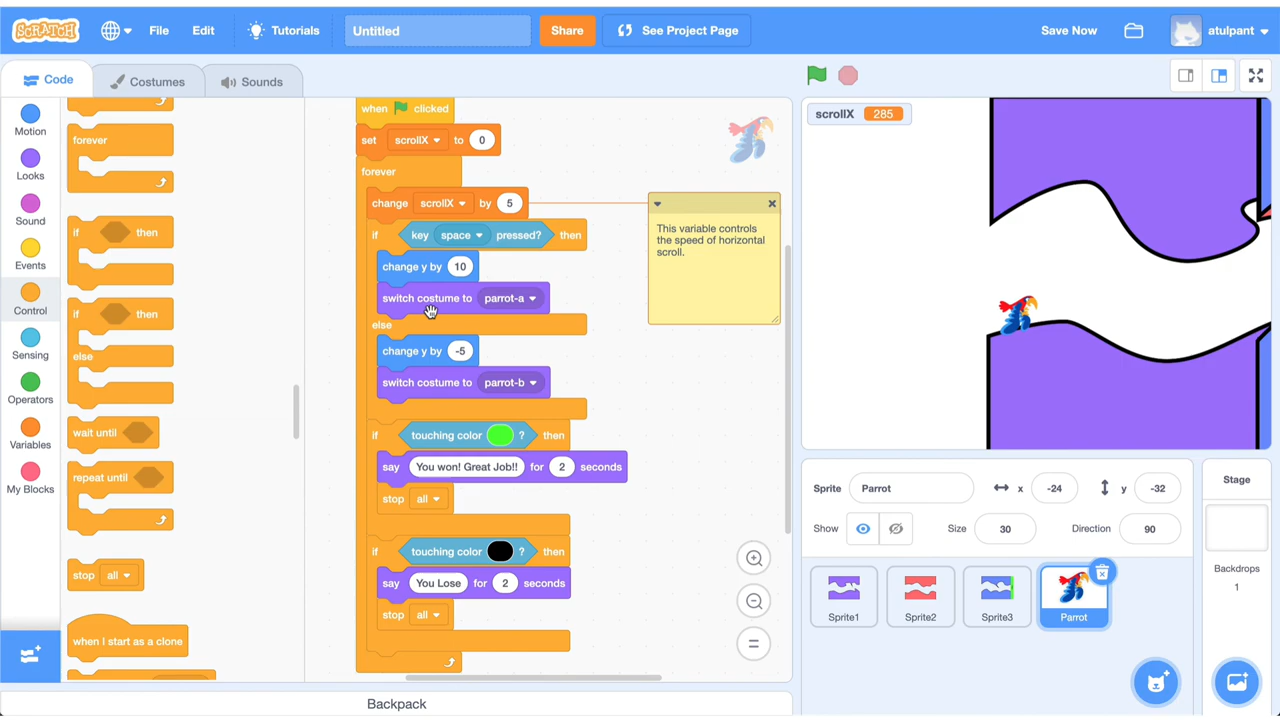 SCRATCH File Edit Tutorials Untitled Share See Project Page Save Now atulpant
Code Costumes Sounds
Motion
Looks
Sound
Events
Control
Sensing
Operators
Variables
My Blocks
forever
if then
if then
else
wait until
repeat until
stop all
when I start as a clone
when clicked
set scrollX to 0
forever
change scrollX by 5
if key space pressed? then
change y by 10
switch costume to parrot-a
else
change y by -5
switch costume to parrot-b
if touching color ? then
say You won! Great Job!! for 2 seconds
stop all
if touching color ? then
say You Lose for 2 seconds
stop all
This variable controls
the speed of horizontal
scroll.
scrollX 285
Sprite Parrot x -24 y -32
Show Size 30 Direction 90
Sprite1 Sprite2 Sprite3 Parrot
Stage
Backdrops
1
Backpack